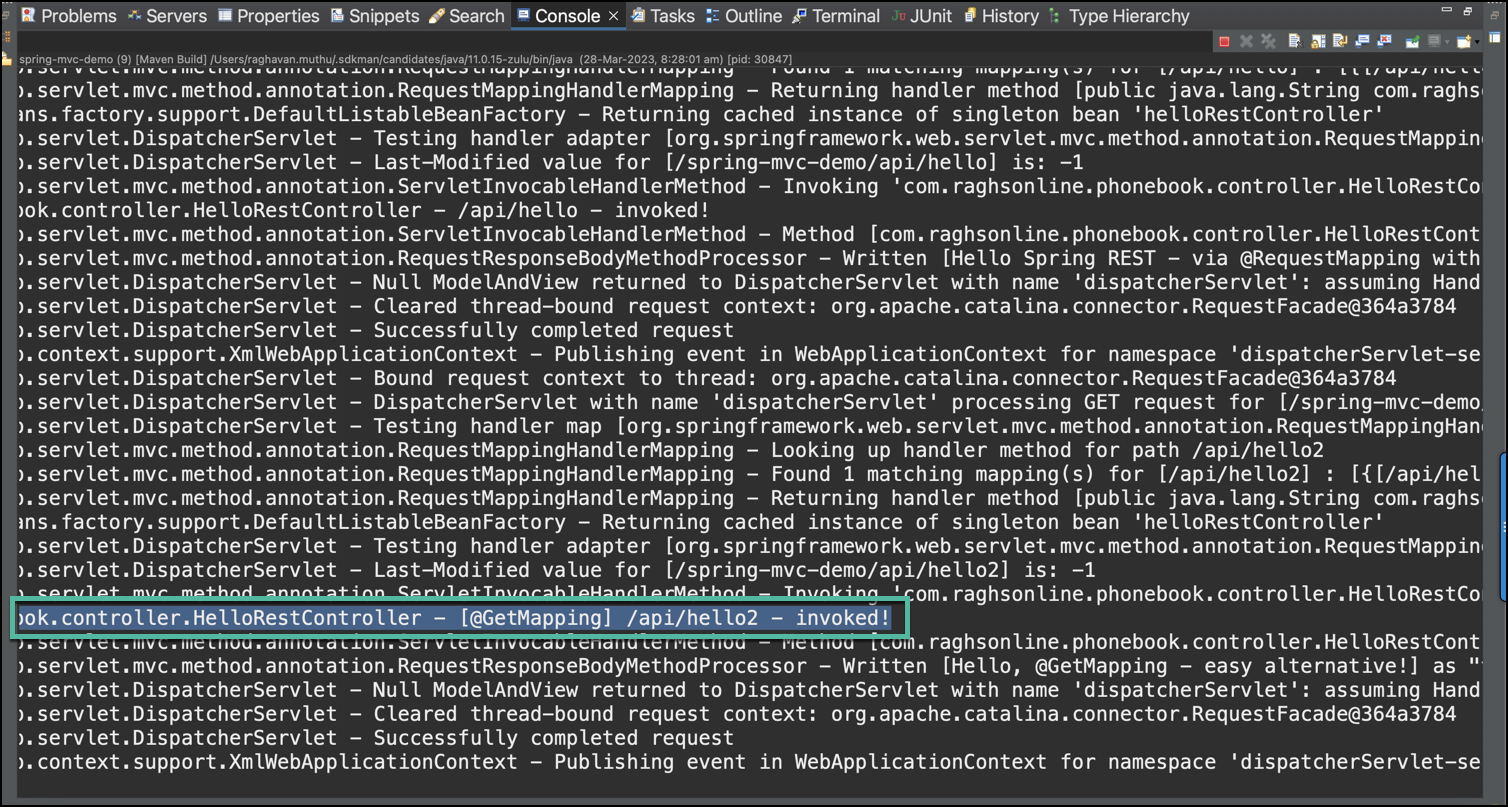 Problems Servers Properties Snippets Search Console Tasks Outline Terminal Ju JUnit History Type Hierarchy
spring-mvc-demo (9) [Maven Build] /Users/raghavan.muthu/.sdkman/candidates/java/11.0.15-zulu/bin/java (28-Mar-2023, 8:28:01 am) [pid: 30847]
o.servlet.mvc.method.annotation.RequestMappingHandlerMapping - Found 1 matching mapping(s) for [/api/hello] : [{[/api/hell
o.servlet.mvc.method.annotation.RequestMappingHandlerMapping - Returning handler method [public java.lang.String com.raghs
ans.factory.support.DefaultListableBeanFactory - Returning cached instance of singleton bean 'helloRestController'
o.servlet.DispatcherServlet - Testing handler adapter [org.springframework.web.servlet.mvc.method.annotation.RequestMappin
o.servlet.DispatcherServlet - Last-Modified value for [/spring-mvc-demo/api/hello] is: -1
o.servlet.mvc.method.annotation.ServletInvocableHandlerMethod - Invoking 'com.raghsonline.phonebook.controller.HelloRestCo
ook.controller.HelloRestController - /api/hello - invoked!
o.servlet.mvc.method.annotation.ServletInvocableHandlerMethod - Method [com.raghsonline.phonebook.controller.HelloRestCont
o.servlet.mvc.method.annotation.RequestResponseBodyMethodProcessor - Written [Hello Spring REST - via @RequestMapping with
o.servlet.DispatcherServlet - Null ModelAndView returned to DispatcherServlet with name 'dispatcherServlet': assuming Hand
o.servlet.DispatcherServlet - Cleared thread-bound request context: org.apache.catalina.connector.RequestFacade@364a3784
o.servlet.DispatcherServlet - Successfully completed request
o.context.support.XmlWebApplicationContext - Publishing event in WebApplicationContext for namespace 'dispatcherServlet-se
o.servlet.DispatcherServlet - Bound request context to thread: org.apache.catalina.connector.RequestFacade@364a3784
o.servlet.DispatcherServlet - DispatcherServlet with name 'dispatcherServlet' processing GET request for [/spring-mvc-demo/
o.servlet.DispatcherServlet - Testing handler map [org.springframework.web.servlet.mvc.method.annotation.RequestMappingHan
o.servlet.mvc.method.annotation.RequestMappingHandlerMapping - Looking up handler method for path /api/hello2
o.servlet.mvc.method.annotation.RequestMappingHandlerMapping - Found 1 matching mapping(s) for [/api/hello2] : [{[/api/hel
o.servlet.mvc.method.annotation.RequestMappingHandlerMapping - Returning handler method [public java.lang.String com.raghs
ans.factory.support.DefaultListableBeanFactory - Returning cached instance of singleton bean 'helloRestController'
o.servlet.DispatcherServlet - Testing handler adapter [org.springframework.web.servlet.mvc.method.annotation.RequestMappin
o.servlet.DispatcherServlet - Last-Modified value for [/spring-mvc-demo/api/hello2] is: -1
o.servlet.mvc.method.annotation.ServletInvocableHandlerMethod - Invoking 'com.raghsonline.phonebook.controller.HelloRestCo
ook.controller.HelloRestController - [@GetMapping] /api/hello2 - invoked!
o.servlet.mvc.method.annotation.ServletInvocableHandlerMethod - Method [com.raghsonline.phonebook.controller.HelloRestCont
o.servlet.mvc.method.annotation.RequestResponseBodyMethodProcessor - Written [Hello, @GetMapping - easy alternative!] as "
o.servlet.DispatcherServlet - Null ModelAndView returned to DispatcherServlet with name 'dispatcherServlet': assuming Hand
o.servlet.DispatcherServlet - Cleared thread-bound request context: org.apache.catalina.connector.RequestFacade@364a3784
o.servlet.DispatcherServlet - Successfully completed request
o.context.support.XmlWebApplicationContext - Publishing event in WebApplicationContext for namespace 'dispatcherServlet-se